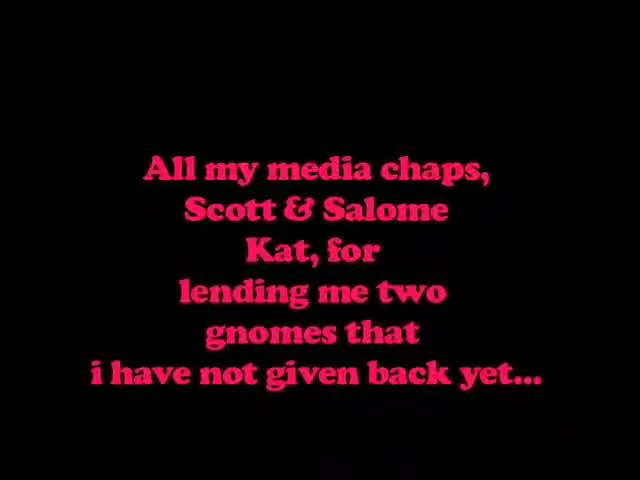 All my media chaps,
Scott & Salome
Kat, for
lending me two
gnomes that
i have not given back yet...